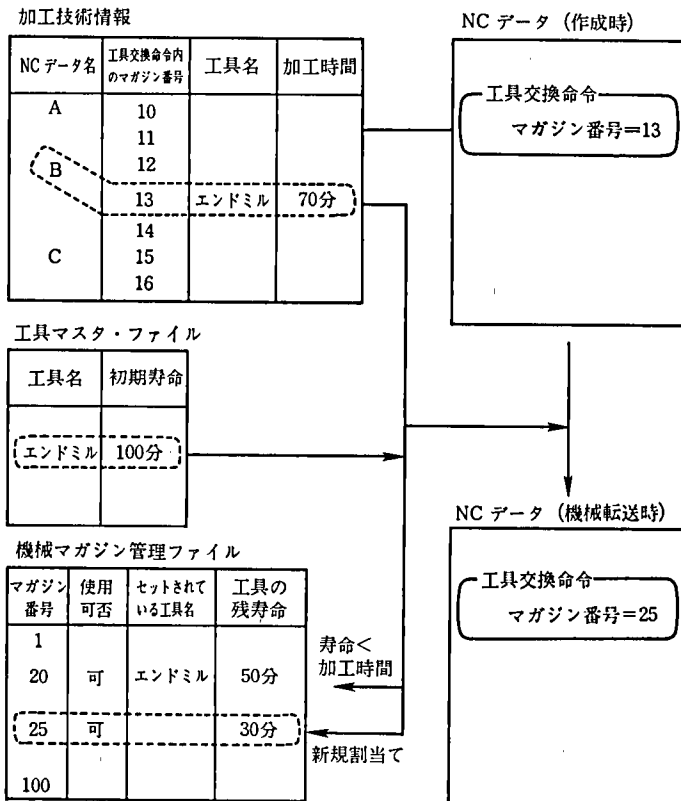 加工技術情報
NCデータ名 工具交換命令内のマガジン番号 工具名 加工時間
A 10
11
12
B
13 エンドミル 70分
14
C 15
16
NC データ (作成時)
工具交換命令
マガジン番号=13
工具マスタ・ファイル
工具名 初期寿命
エンドミル 100分
機械マガジン管理ファイル
マガジン番号 使用可否 セットされている工具名 工具の残寿命
1
20 可 エンドミル 50分
25 可 30分
100
寿命<
加工時間
新規割当て
NC データ (機械転送時)
工具交換命令
マガジン番号=25